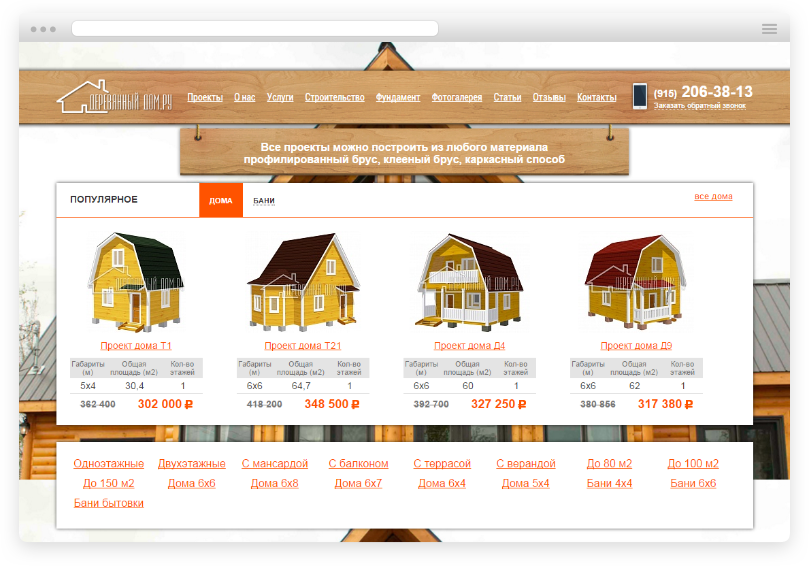 ДЕРЕВЯННЫЙ ДОМ.РУ
Проекты О нас Услуги Строительство Фундамент Фотогалерея Статьи Отзывы Контакты
(915) 206-38-13
Заказать обратный звонок
Все проекты можно построить из любого материала
профилированный брус, клееный брус, каркасный способ
ПОПУЛЯРНОЕ ДОМА БАНИ все дома
Проект дома Т1 Проект дома Т21 Проект дома Д4 Проект дома Д9
Габариты Общая Кол-во Габариты Общая Кол-во Габариты Общая Кол-во Габариты Общая Кол-во
(м) площадь (м2) этажей (м) площадь (м2) этажей (м) площадь (м2) этажей (м) площадь (м2) этажей
5х4 30,4 1 6х6 64,7 1 6х6 60 1 6х6 62 1
362 400 302 000 ₽ 418 200 348 500 ₽ 392 700 327 250 ₽ 380 856 317 380 ₽
Одноэтажные Двухэтажные С мансардой С балконом С террасой С верандой До 80 м2 До 100 м2
До 150 м2 Дома 6х6 Дома 6х8 Дома 6х7 Дома 6х4 Дома 5х4 Бани 4х4 Бани 6х6
Бани бытовки